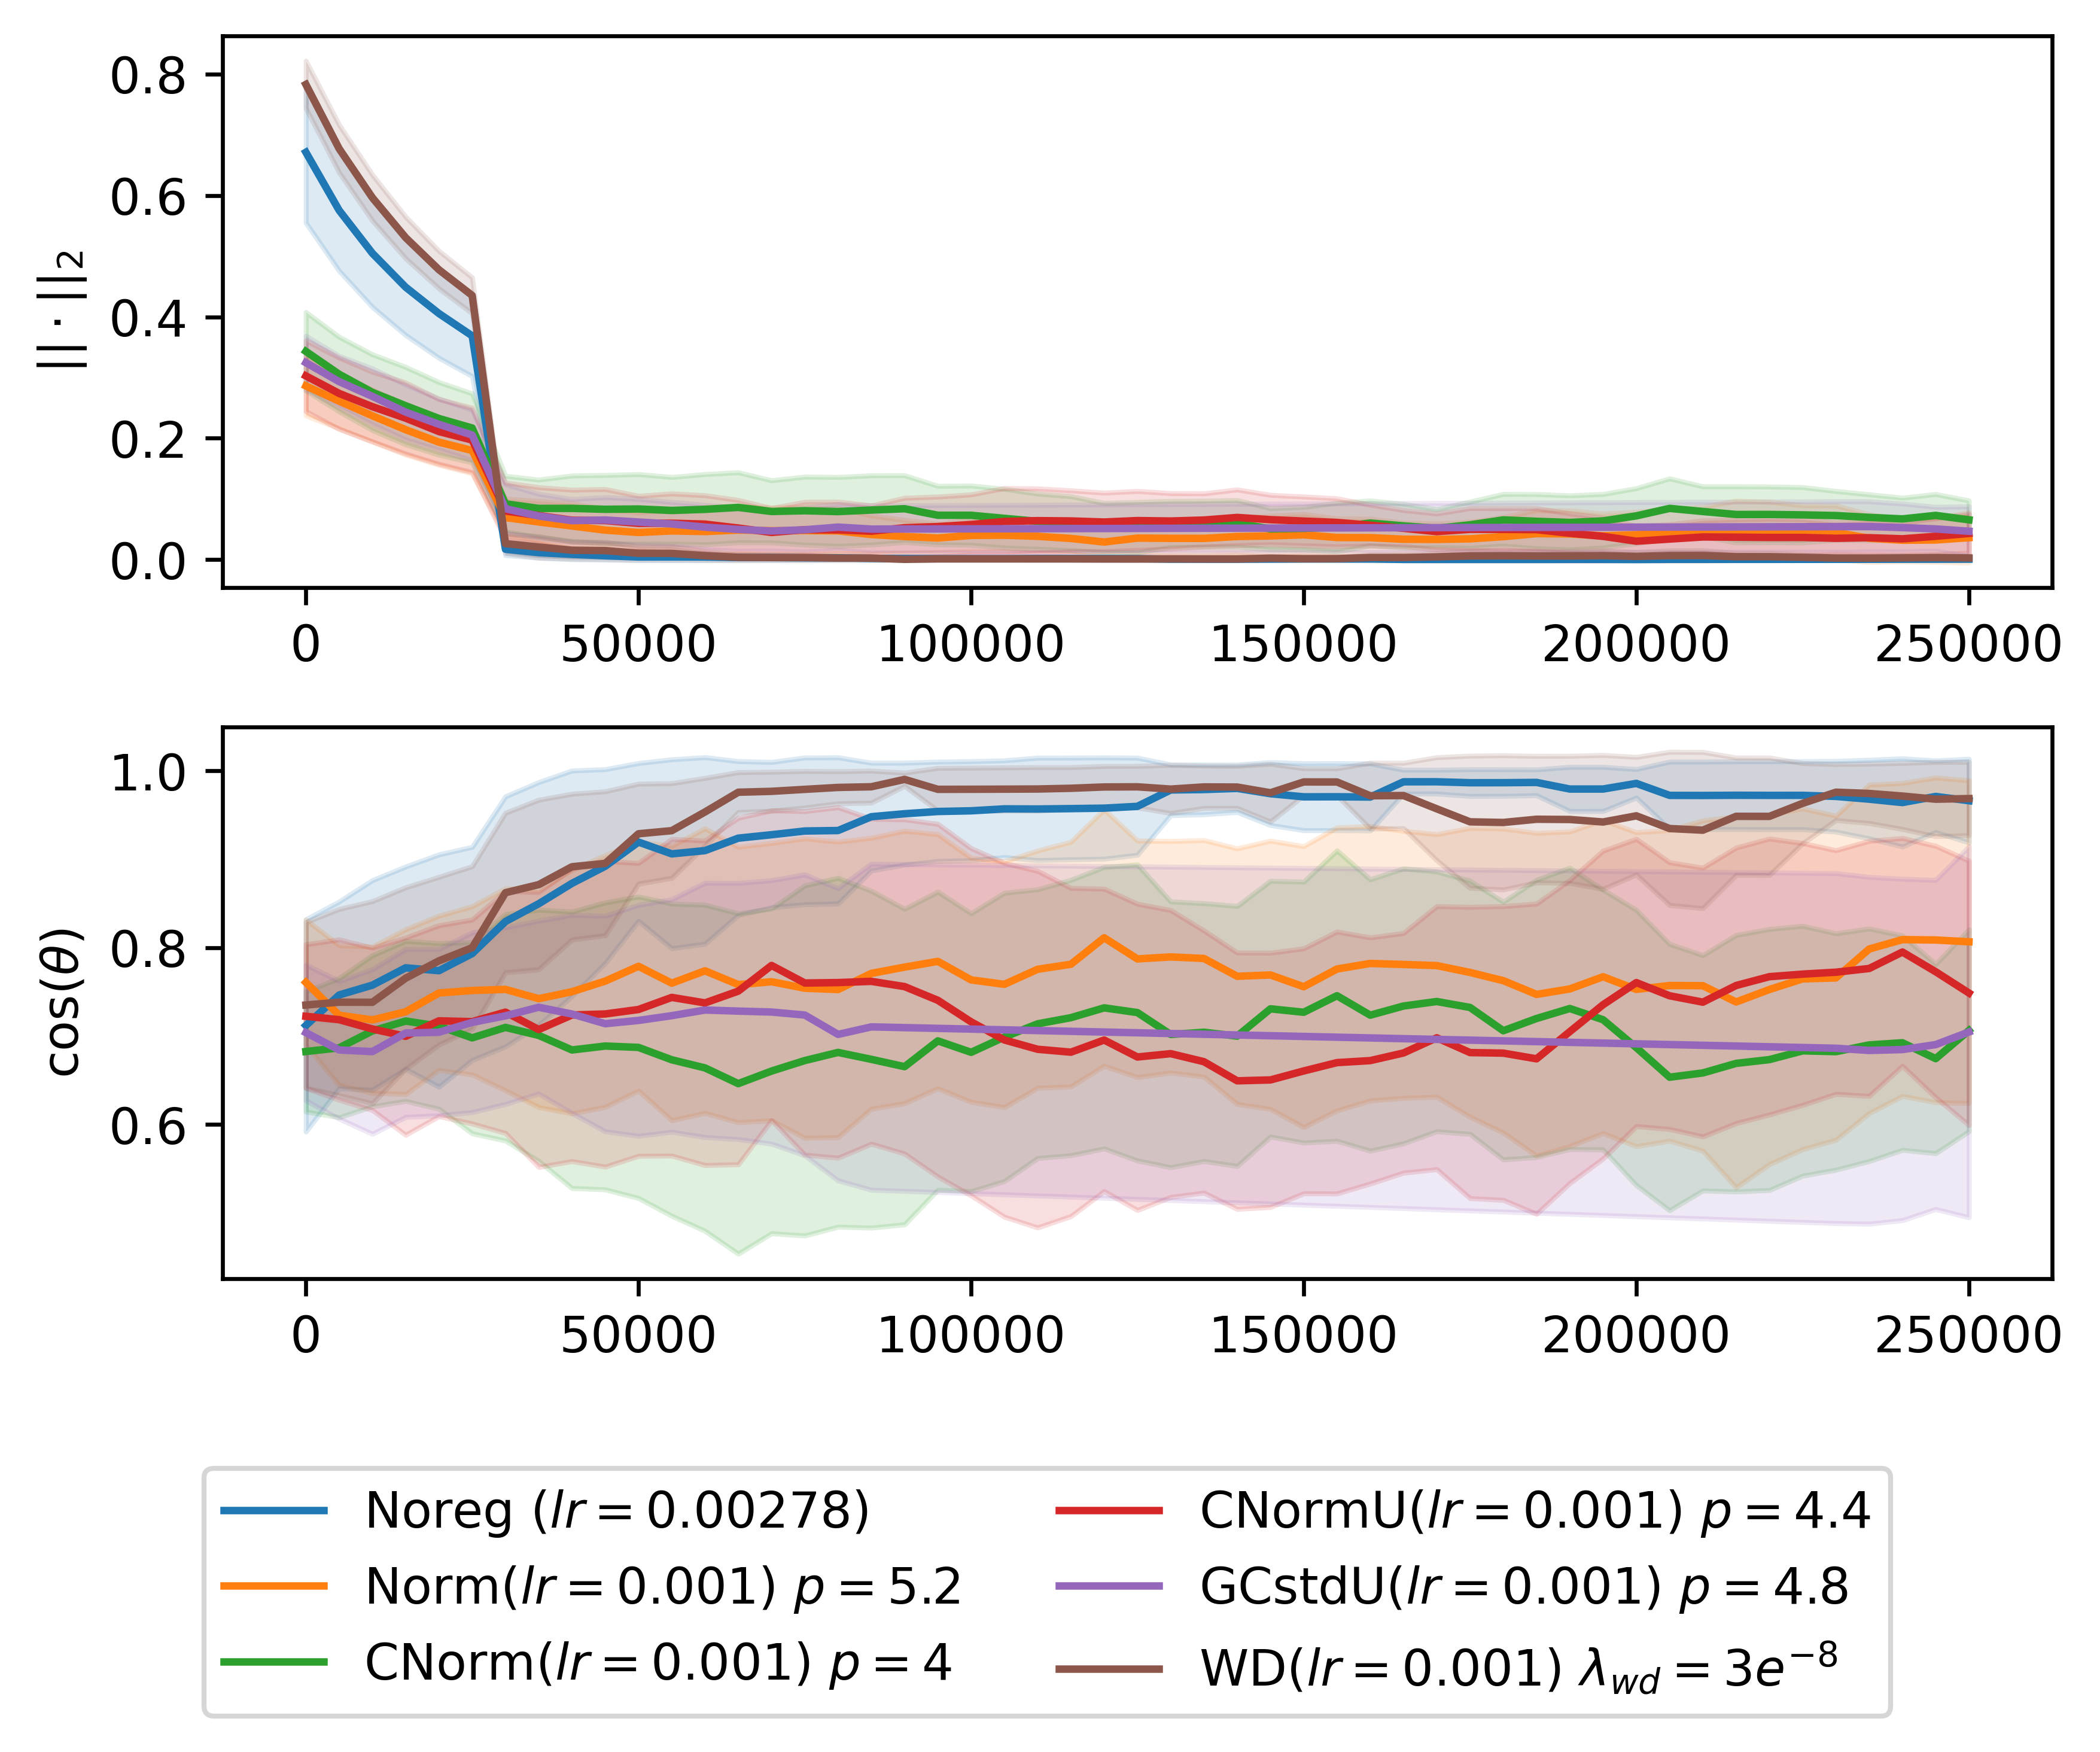 0.8
0.6
0.4
0.2
0.0
|| · ||₂
0 50000 100000 150000 200000 250000
1.0
0.8
0.6
cos(θ)
0 50000 100000 150000 200000 250000
Noreg (lr = 0.00278)
Norm(lr = 0.001) p = 5.2
CNorm(lr = 0.001) p = 4
CNormU(lr = 0.001) p = 4.4
GCstdU(lr = 0.001) p = 4.8
WD(lr = 0.001) λ_wd = 3e⁻⁸